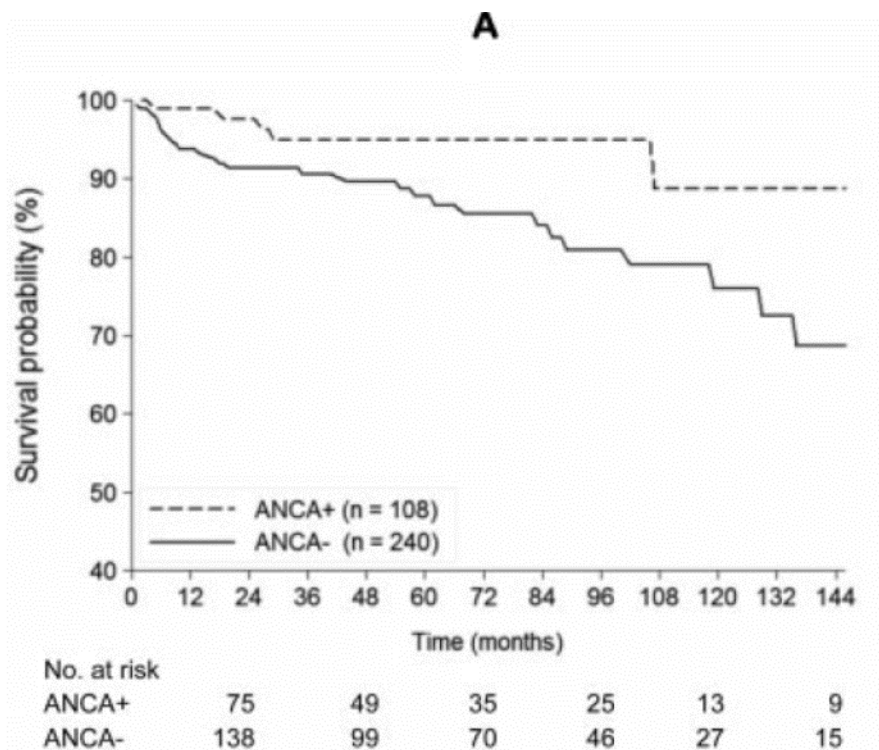 A
Survival probability (%)
100
90
80
70
60
50
40
ANCA+ (n = 108)
ANCA- (n = 240)
0 12 24 36 48 60 72 84 96 108 120 132 144
Time (months)
No. at risk
ANCA+ 75 49 35 25 13 9
ANCA- 138 99 70 46 27 15